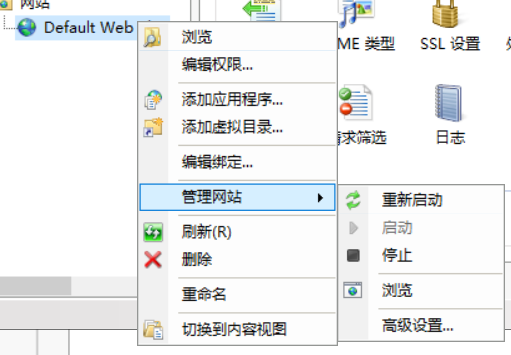 网站
Default Web
浏览
编辑权限...
ME 类型
SSL 设置
添加应用程序...
添加虚拟目录...
求筛选
日志
编辑绑定...
管理网站
重新启动
刷新(R)
启动
删除
停止
重命名
浏览
切换到内容视图
高级设置...